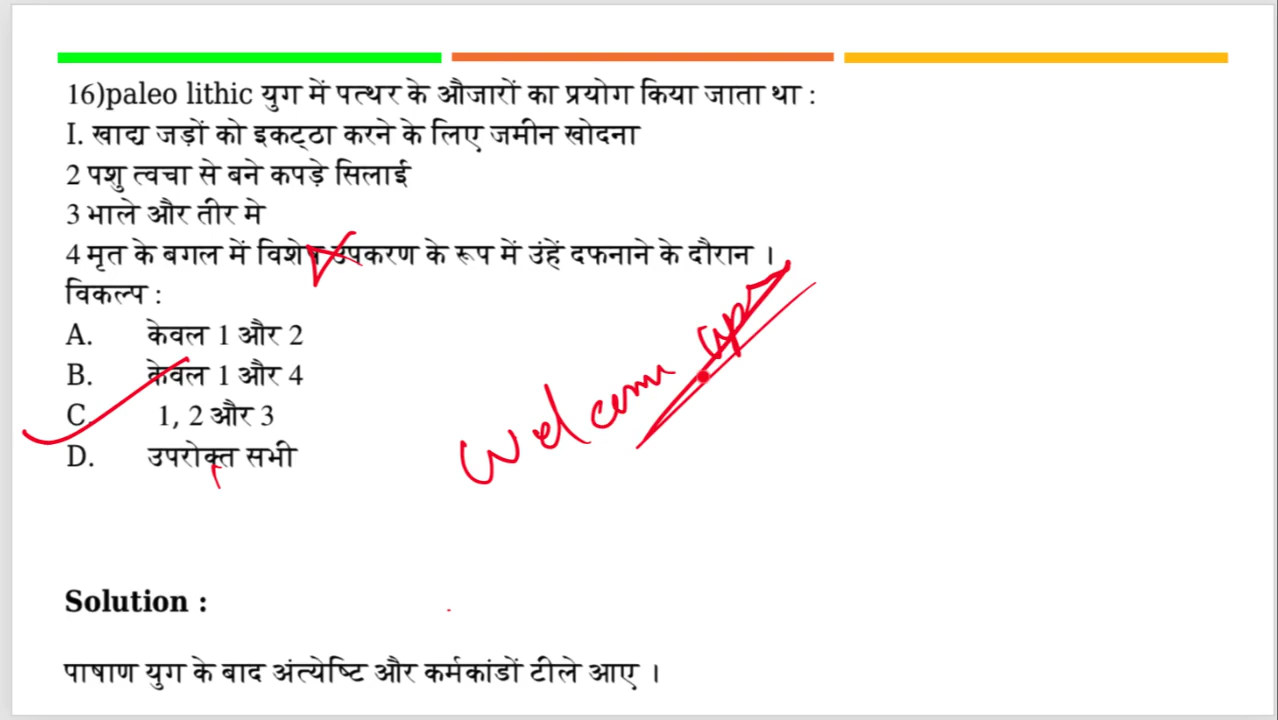 16)paleo lithic युग में पत्थर के औजारों का प्रयोग किया जाता था :
I. खाद्य जड़ों को इकट्ठा करने के लिए जमीन खोदना
2 पशु त्वचा से बने कपड़े सिलाई
3 भाले और तीर मे
4 मृत के बगल में विशेष उपकरण के रूप में उंहें दफनाने के दौरान ।
विकल्प :
A. केवल 1 और 2
B. केवल 1 और 4
C. 1, 2 और 3
D. उपरोक्त सभी
Welcome
Solution :
पाषाण युग के बाद अंत्येष्टि और कर्मकांडों टीले आए ।